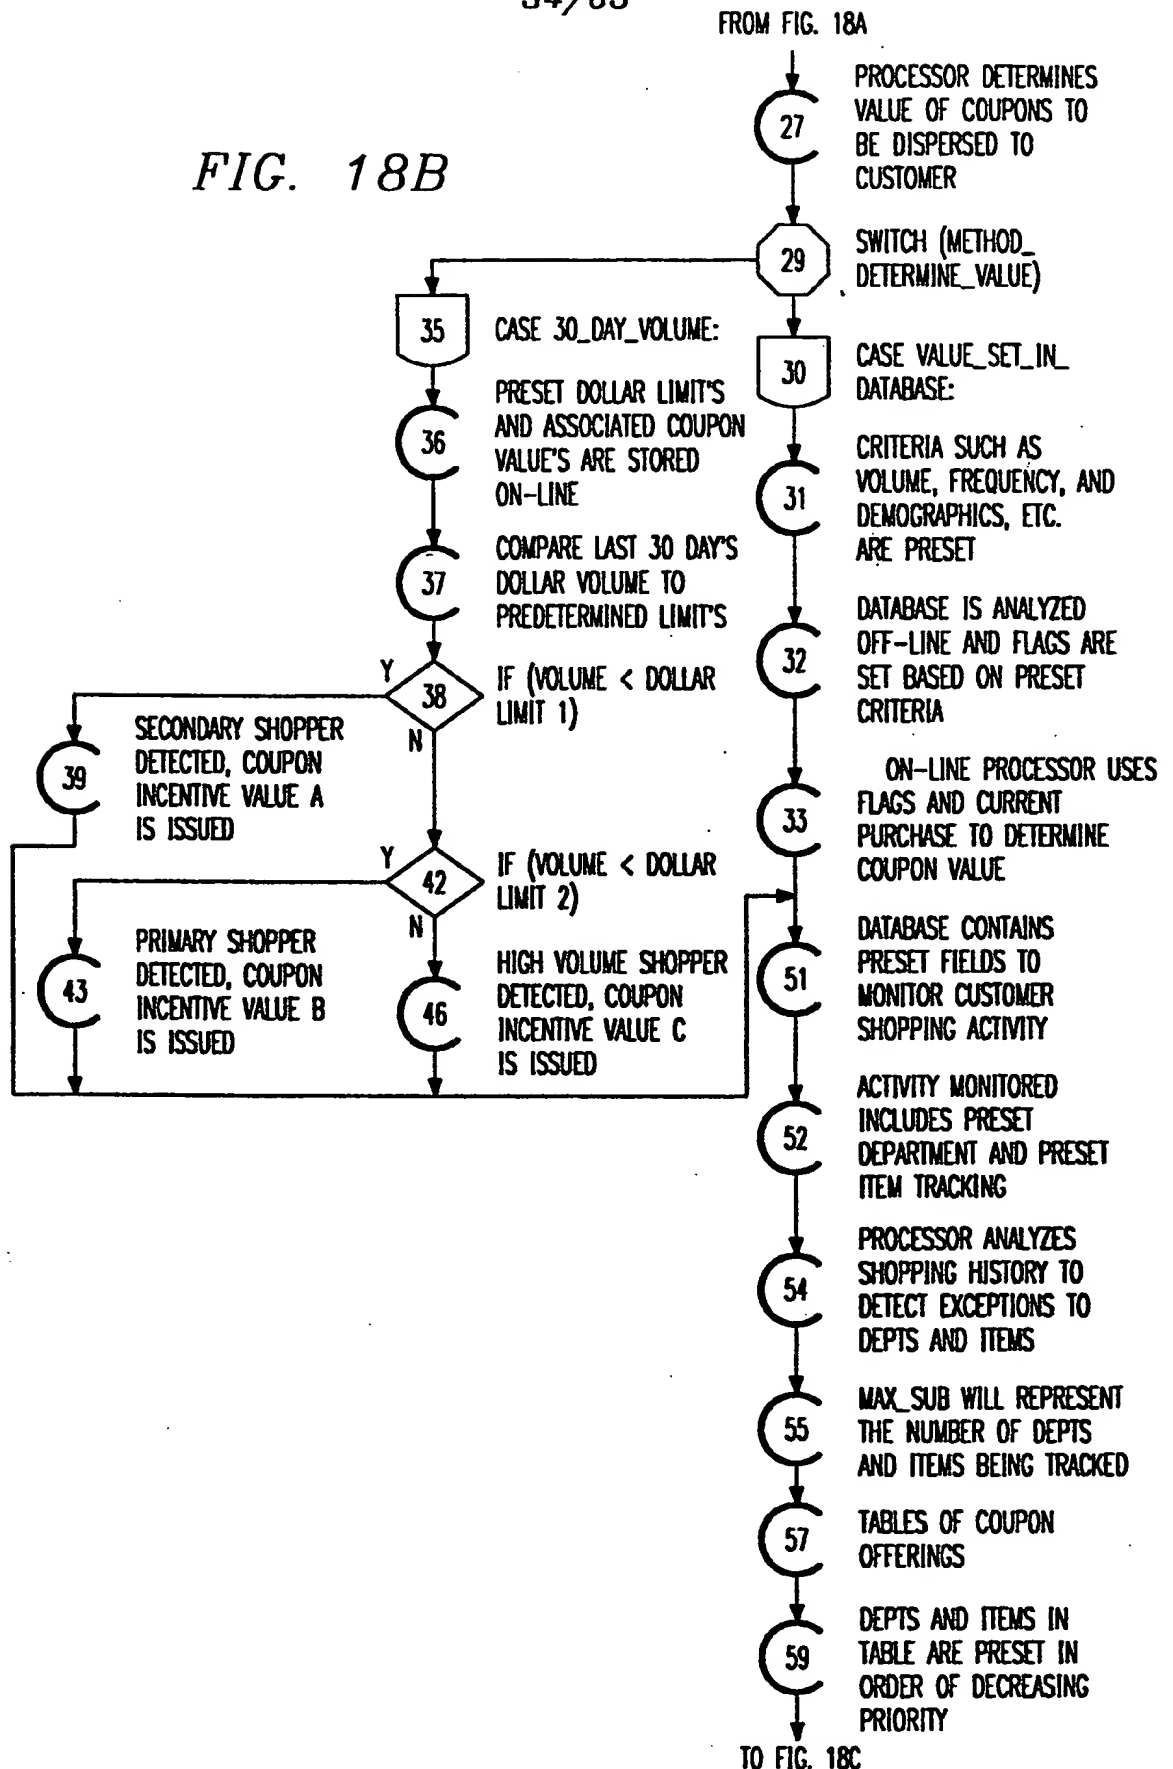 FROM FIG. 18A
FIG. 18B
27
PROCESSOR DETERMINES
VALUE OF COUPONS TO
BE DISPERSED TO
CUSTOMER
29
SWITCH (METHOD_
DETERMINE_VALUE)
35
CASE 30_DAY_VOLUME:
36
PRESET DOLLAR LIMIT'S
AND ASSOCIATED COUPON
VALUE'S ARE STORED
ON-LINE
37
COMPARE LAST 30 DAY'S
DOLLAR VOLUME TO
PREDETERMINED LIMIT'S
38
Y
N
IF (VOLUME < DOLLAR
LIMIT 1)
39
SECONDARY SHOPPER
DETECTED, COUPON
INCENTIVE VALUE A
IS ISSUED
42
Y
N
IF (VOLUME < DOLLAR
LIMIT 2)
43
PRIMARY SHOPPER
DETECTED, COUPON
INCENTIVE VALUE B
IS ISSUED
46
HIGH VOLUME SHOPPER
DETECTED, COUPON
INCENTIVE VALUE C
IS ISSUED
30
CASE VALUE_SET_IN_
DATABASE:
31
CRITERIA SUCH AS
VOLUME, FREQUENCY, AND
DEMOGRAPHICS, ETC.
ARE PRESET
32
DATABASE IS ANALYZED
OFF-LINE AND FLAGS ARE
SET BASED ON PRESET
CRITERIA
33
ON-LINE PROCESSOR USES
FLAGS AND CURRENT
PURCHASE TO DETERMINE
COUPON VALUE
51
DATABASE CONTAINS
PRESET FIELDS TO
MONITOR CUSTOMER
SHOPPING ACTIVITY
52
ACTIVITY MONITORED
INCLUDES PRESET
DEPARTMENT AND PRESET
ITEM TRACKING
54
PROCESSOR ANALYZES
SHOPPING HISTORY TO
DETECT EXCEPTIONS TO
DEPTS AND ITEMS
55
MAX_SUB WILL REPRESENT
THE NUMBER OF DEPTS
AND ITEMS BEING TRACKED
57
TABLES OF COUPON
OFFERINGS
59
DEPTS AND ITEMS IN
TABLE ARE PRESET IN
ORDER OF DECREASING
PRIORITY
TO FIG. 18C